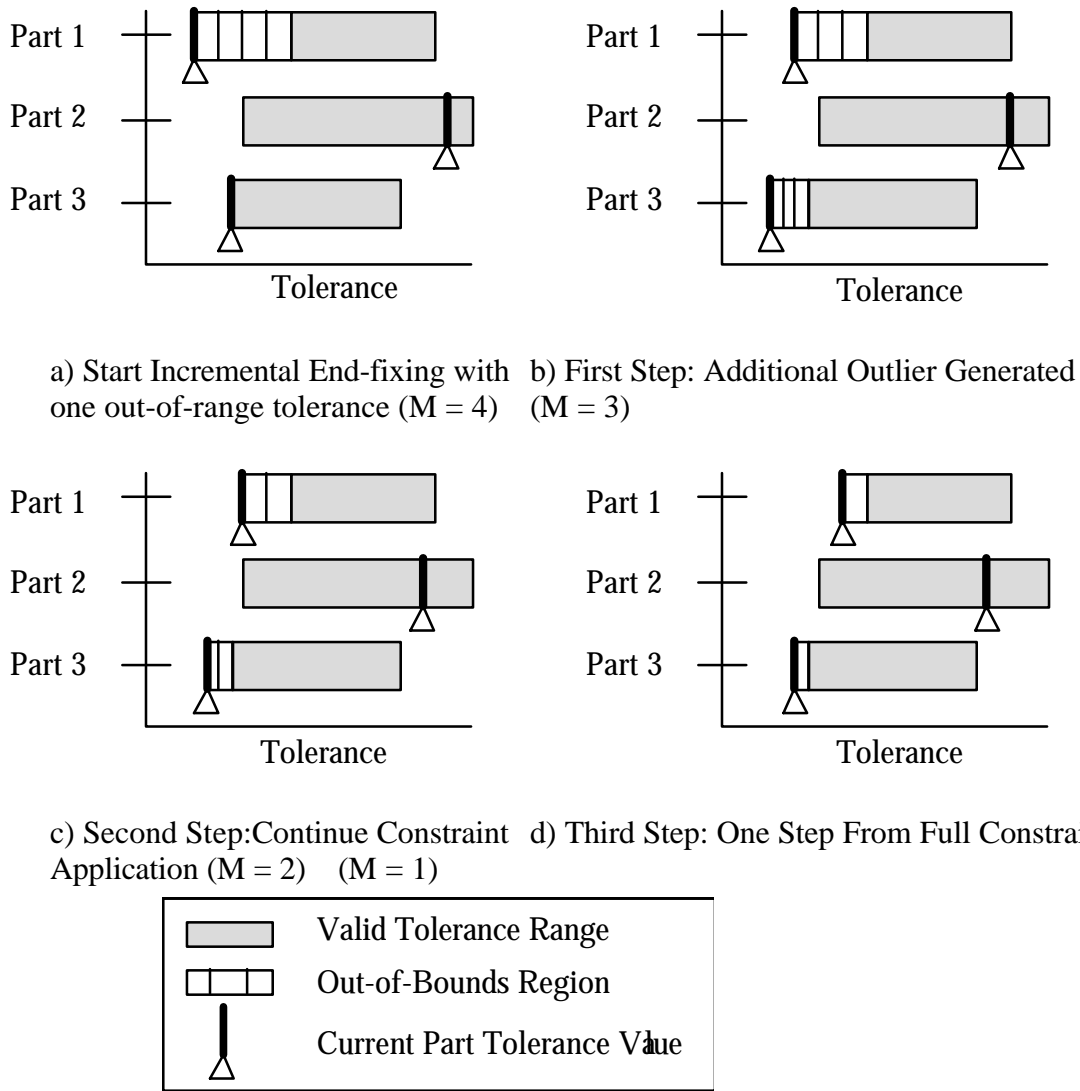 Part 1
Part 2
Part 3
Tolerance
Part 1
Part 2
Part 3
Tolerance
a) Start Incremental End-fixing with
one out-of-range tolerance (M = 4)
b) First Step: Additional Outlier Generated
(M = 3)
Part 1
Part 2
Part 3
Tolerance
Part 1
Part 2
Part 3
Tolerance
c) Second Step:Continue Constraint
Application (M = 2)
d) Third Step: One Step From Full Constrai
(M = 1)
Valid Tolerance Range
Out-of-Bounds Region
Current Part Tolerance Value